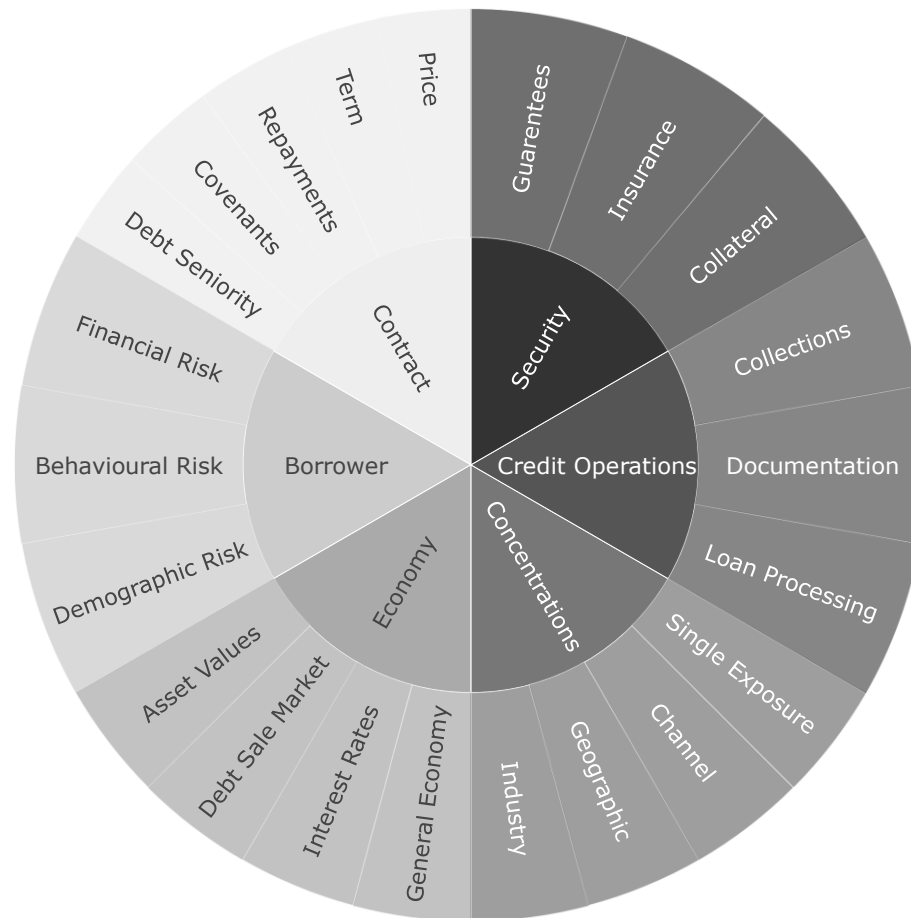 Price
Term
Repayments
Covenants
Debt Seniority
Contract
Guarentees
Insurance
Collateral
Security
Financial Risk
Behavioural Risk
Demographic Risk
Borrower
Collections
Documentation
Loan Processing
Credit Operations
Asset Values
Debt Sale Market
Interest Rates
General Economy
Economy
Single Exposure
Channel
Geographic
Industry
Concentrations